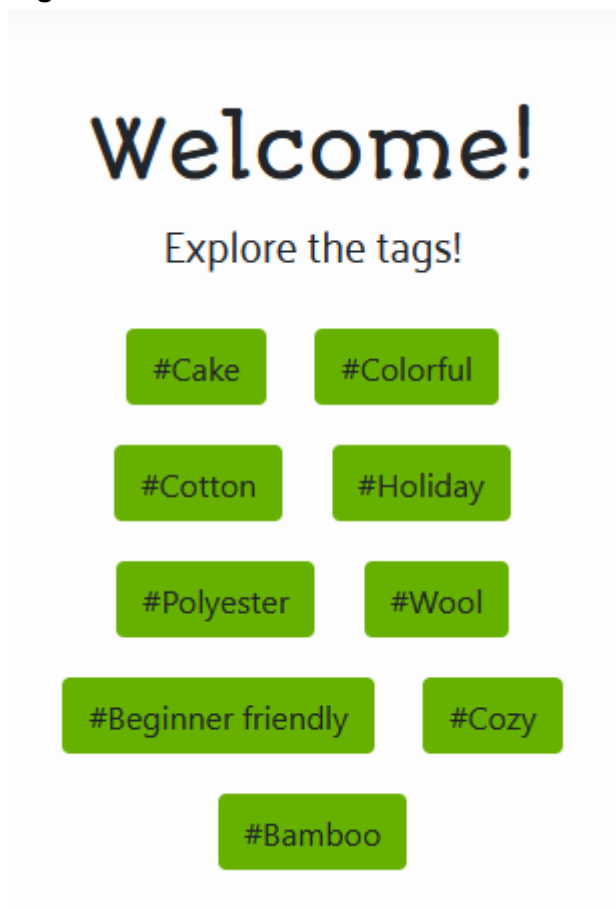 Welcome!
Explore the tags!
#Cake #Colorful
#Cotton #Holiday
#Polyester #Wool
#Beginner friendly #Cozy
#Bamboo